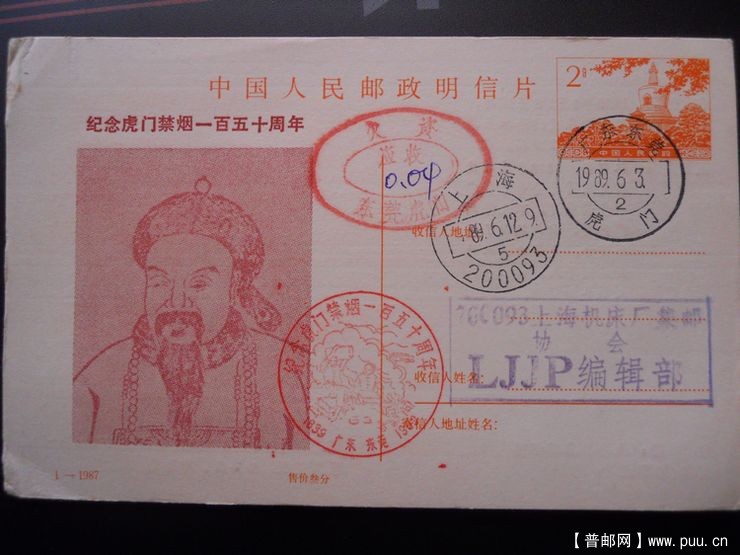 中国人民邮政明信片
2分
中国人民邮政
纪念虎门禁烟一百五十周年
欠资
应收
0.04
东莞虎门
广东东莞
1989.6.3.
2
虎门
上海
89.6.12.9
5
200093
收信人地址:
200093上海机床厂集邮
协会
LJJP编辑部
收信人姓名:
寄信人地址姓名:
纪念虎门禁烟一百五十周年
1839 广东 东莞
1-1987
售价叁分
【普邮网】www.puu.cn